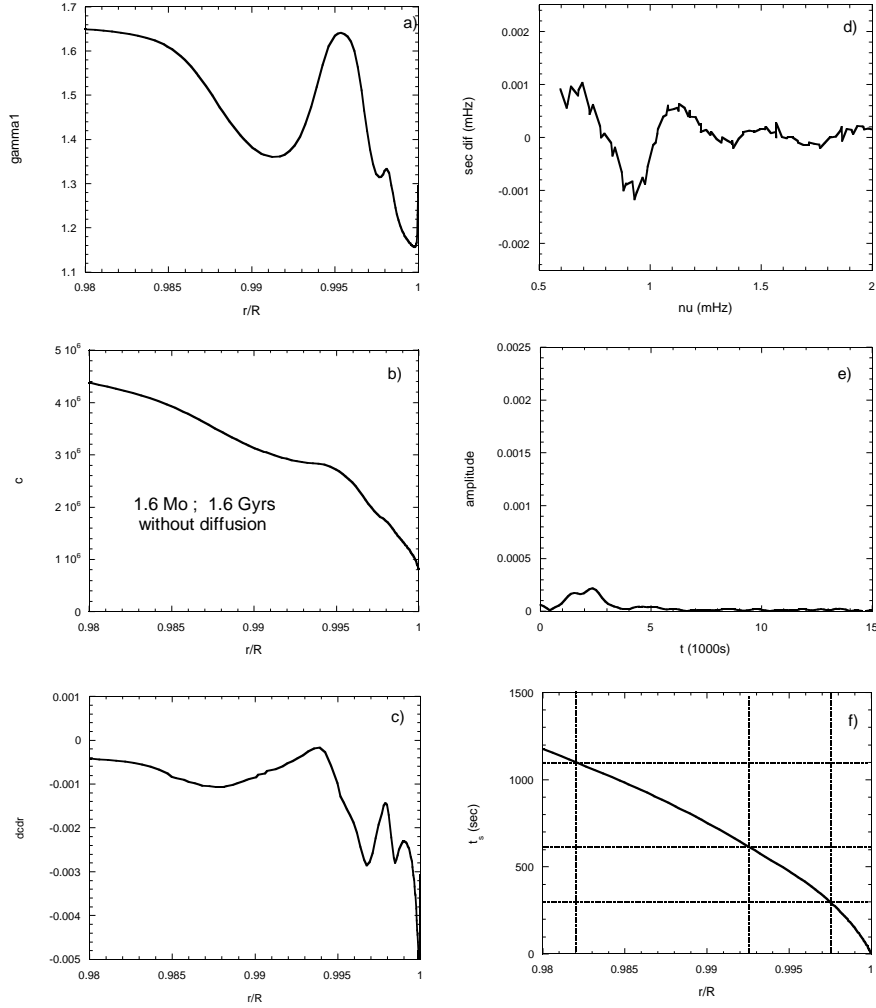 a)
gamma1
1.7
1.6
1.5
1.4
1.3
1.2
1.1
0.98 0.985 0.99 0.995 1
r/R
d)
sec dif (mHz)
0.002
0.001
0
-0.001
-0.002
0.5 1 1.5 2
nu (mHz)
b)
c
5 10⁶
4 10⁶
3 10⁶
2 10⁶
1 10⁶
0
1.6 Mo ; 1.6 Gyrs
without diffusion
0.98 0.985 0.99 0.995 1
r/R
e)
amplitude
0.0025
0.002
0.0015
0.001
0.0005
0
0 5 10 15
t (1000s)
c)
dcdr
0.001
0
-0.001
-0.002
-0.003
-0.004
-0.005
0.98 0.985 0.99 0.995 1
r/R
f)
t_s (sec)
1500
1000
500
0
0.98 0.985 0.99 0.995 1
r/R